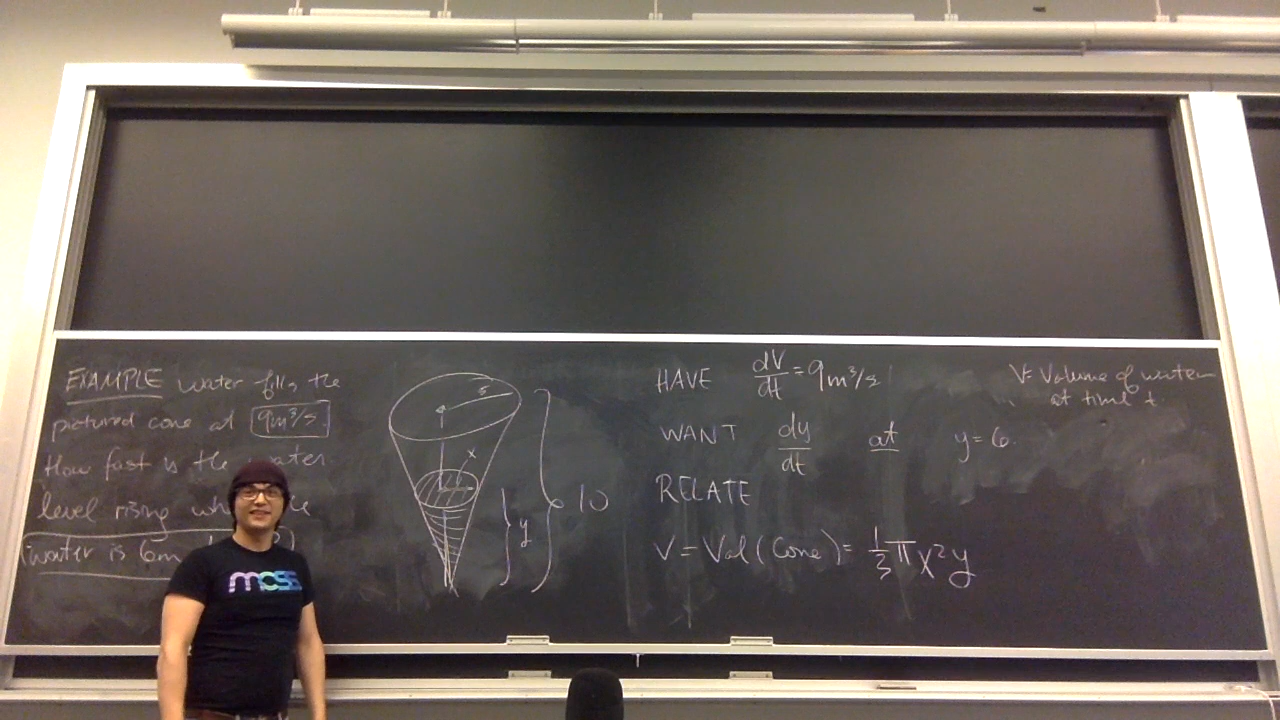 EXAMPLE water fills the
pictured cone at 9m³/s.
How fast is the water
level rising
water is 6m
5
x
y
10
HAVE dV/dt = 9m³/s
V = Volume of water
at time t.
WANT dy/dt at y = 6.
RELATE
V = Vol (Cone) = 1/3 π x² y
mcss